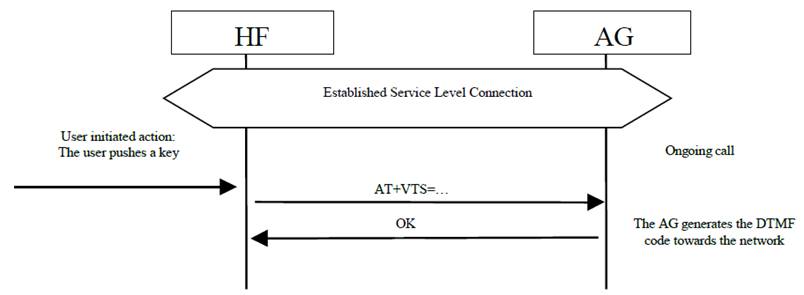 HF
AG
Established Service Level Connection
User initiated action:
The user pushes a key
Ongoing call
AT+VTS=…
OK
The AG generates the DTMF
code towards the network